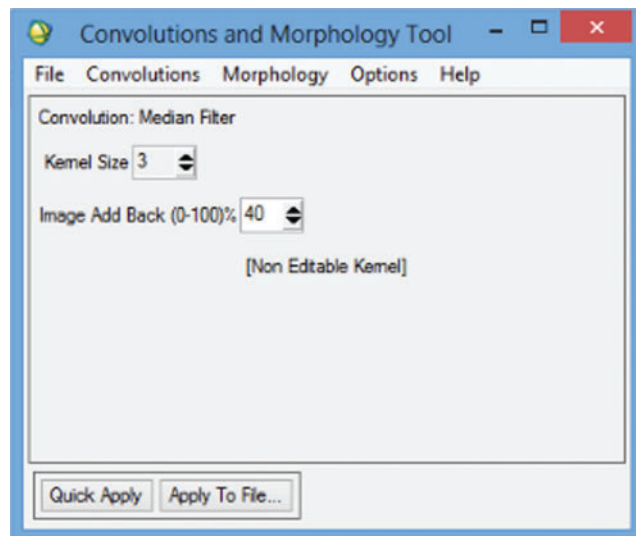 Convolutions and Morphology Tool
File Convolutions Morphology Options Help
Convolution: Median Filter
Kernel Size 3
Image Add Back (0-100)% 40
[Non Editable Kernel]
Quick Apply Apply To File...